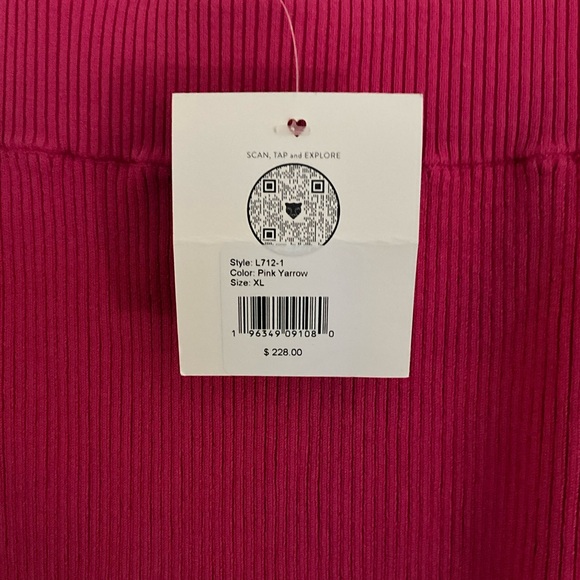 SCAN, TAP and EXPLORE
Style: L712-1
Color: Pink Yarrow
Size: XL
1 96349 09108 0
$ 228.00